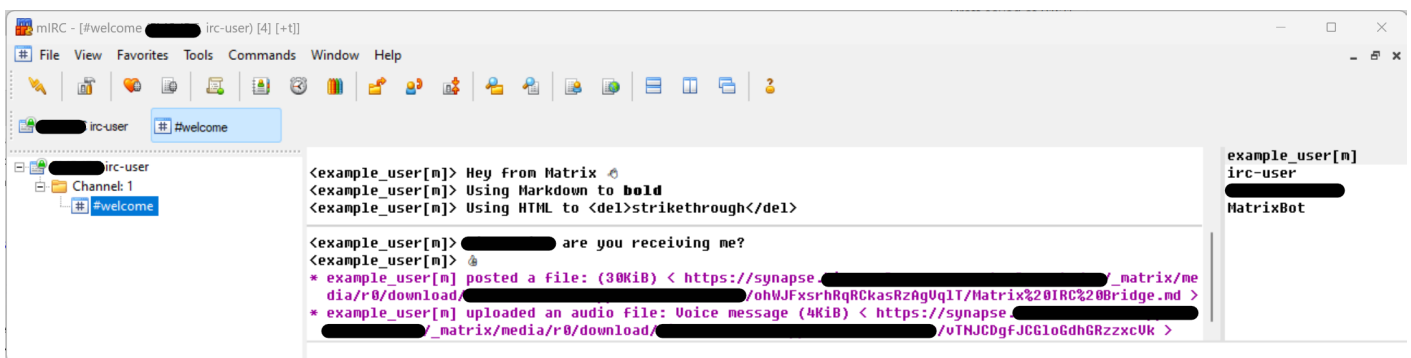 mIRC - [#welcome irc-user) [4] [+t]]
File View Favorites Tools Commands Window Help
irc-user #welcome
irc-user
Channel: 1
#welcome
<example_user[m]> Hey from Matrix
<example_user[m]> Using Markdown to bold
<example_user[m]> Using HTML to <del>strikethrough</del>
<example_user[m]> are you receiving me?
<example_user[m]>
* example_user[m] posted a file: (30KiB) < https://synapse. /_matrix/me
dia/r0/download/ /ohWJFxsrhRqRCkasRzAgVqlT/Matrix%20IRC%20Bridge.md >
* example_user[m] uploaded an audio file: Voice message (4KiB) < https://synapse.
/_matrix/media/r0/download/ /vTNJCDgfJCGloGdhGRzzxcVk >
example_user[m]
irc-user
MatrixBot